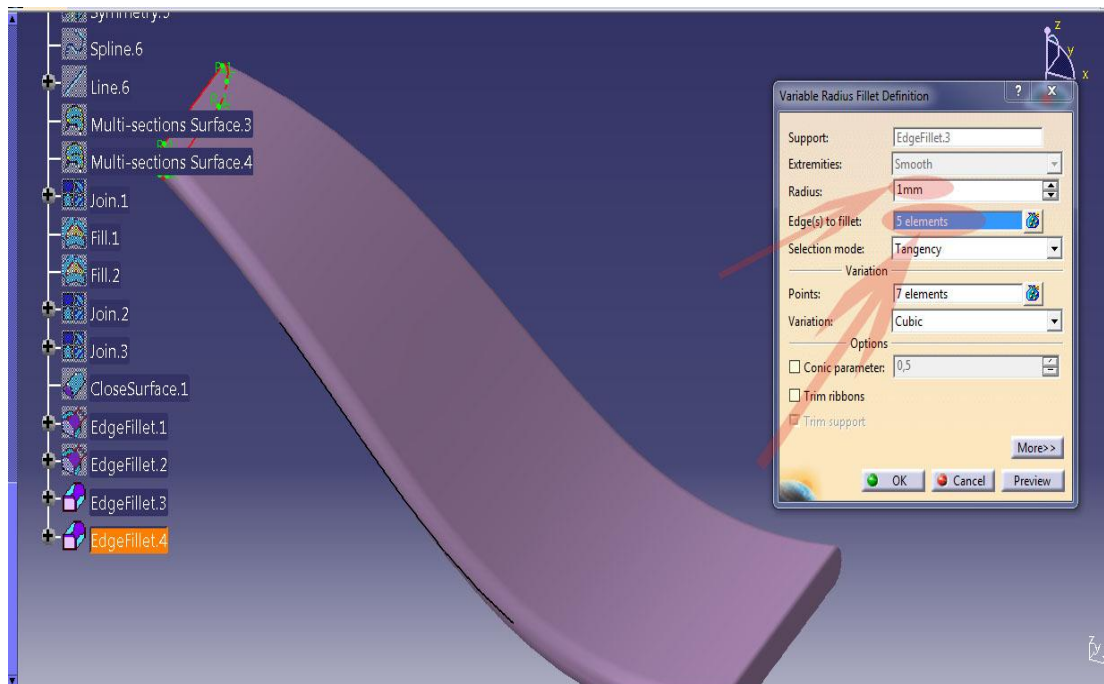 Symmetry.5
Spline.6
Line.6
Multi-sections Surface.3
Multi-sections Surface.4
Join.1
Fill.1
Fill.2
Join.2
Join.3
CloseSurface.1
EdgeFillet.1
EdgeFillet.2
EdgeFillet.3
EdgeFillet.4
z
y
x
Variable Radius Fillet Definition ? X
Support: EdgeFillet.3
Extremities: Smooth
Radius: 1mm
Edge(s) to fillet: 5 elements
Selection mode: Tangency
Variation
Points: 7 elements
Variation: Cubic
Options
Conic parameter: 0,5
Trim ribbons
Trim support
More>>
OK Cancel Preview
z
y